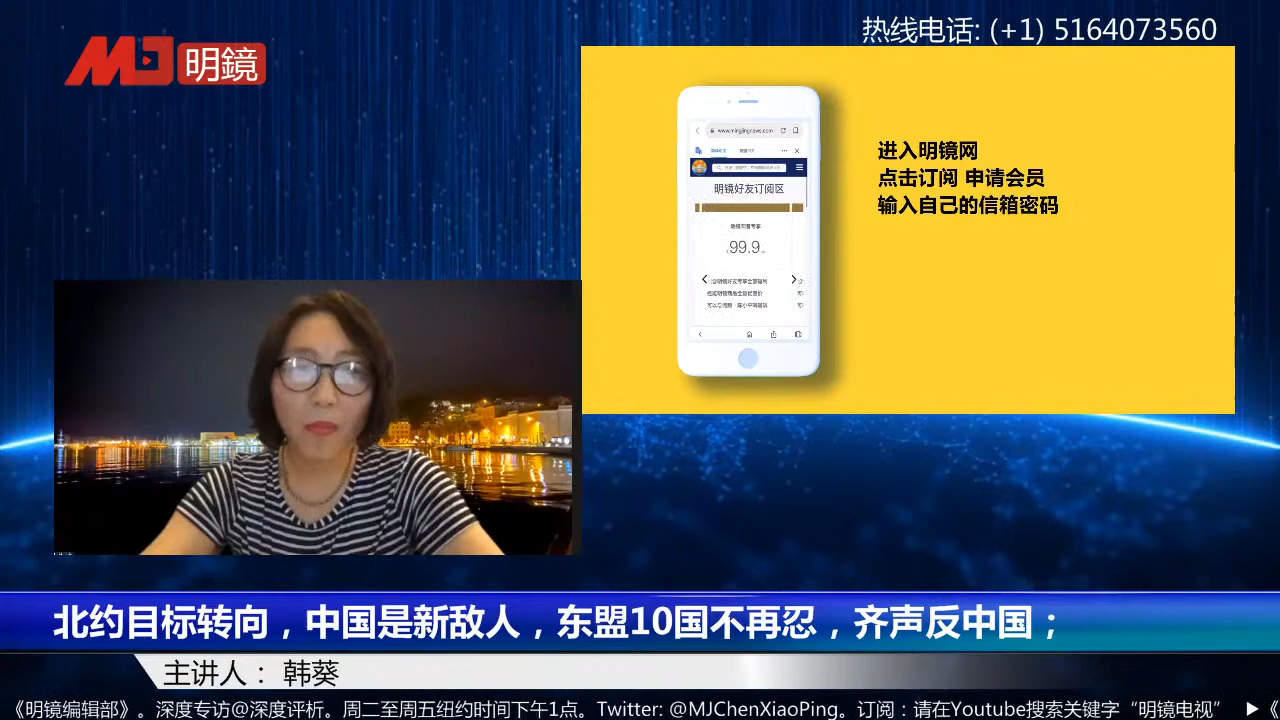 热线电话: (+1) 5164073560
MJ 明鏡
www.mingjingnews.com
进入明镜网
点击订阅 申请会员
输入自己的信箱密码
明镜好友订阅区
99.9
北约目标转向，中国是新敌人，东盟10国不再忍，齐声反中国；
主讲人： 韩葵
《明镜编辑部》。深度专访@深度评析。周二至周五纽约时间下午1点。Twitter: @MJChenXiaoPing。订阅：请在Youtube搜索关键字“明镜电视” ▶《